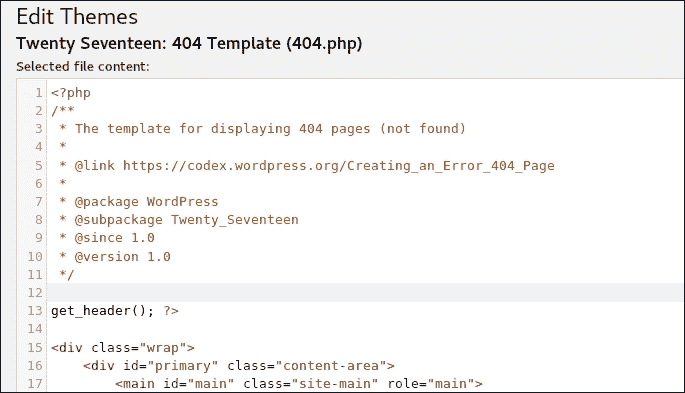 Edit Themes
Twenty Seventeen: 404 Template (404.php)
Selected file content:
1 <?php
2 /**
3  * The template for displaying 404 pages (not found)
4  *
5  * @link https://codex.wordpress.org/Creating_an_Error_404_Page
6  *
7  * @package WordPress
8  * @subpackage Twenty_Seventeen
9  * @since 1.0
10  * @version 1.0
11  */
12
13 get_header(); ?>
14
15 <div class="wrap">
16     <div id="primary" class="content-area">
17         <main id="main" class="site-main" role="main">